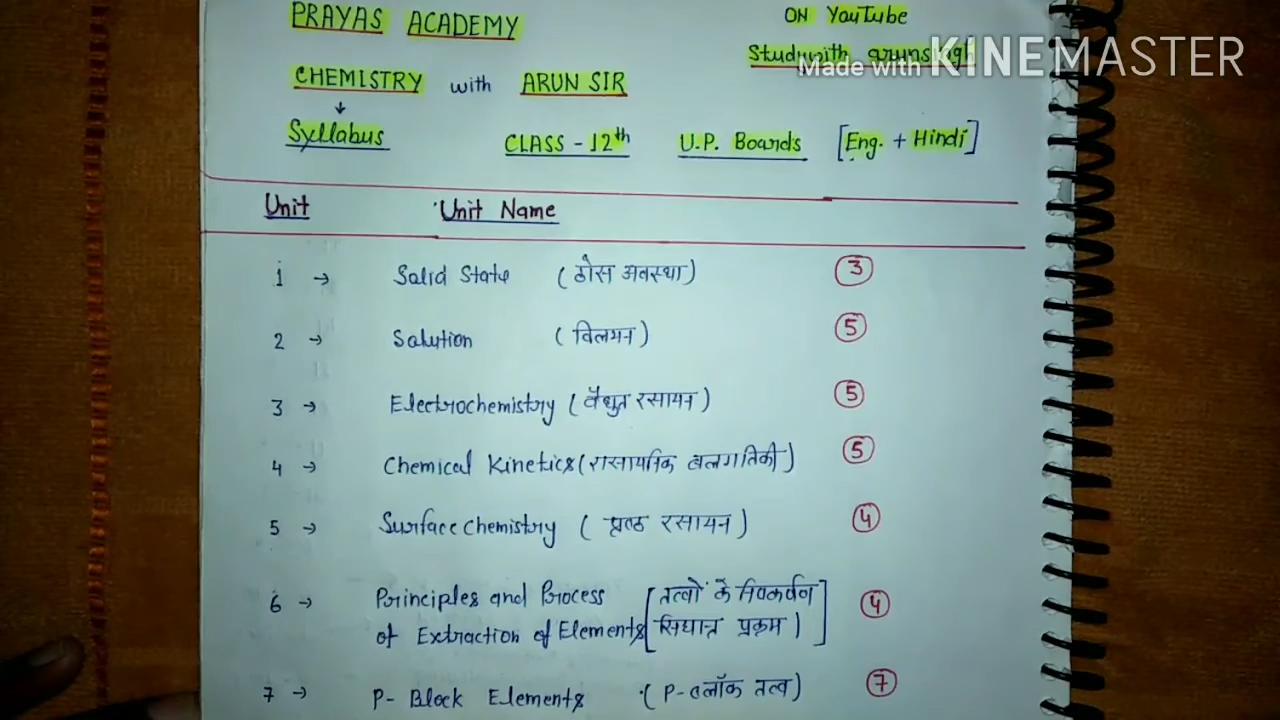 PRAYAS ACADEMY
ON YouTube
Studywith arunsingh
Made with KINEMASTER
CHEMISTRY with ARUN SIR
↓
Syllabus CLASS - 12th U.P. Boards [Eng. + Hindi]
Unit Unit Name
1 → Solid State (ठोस अवस्था) 3
2 → Solution (विलयन) 5
3 → Electrochemistry (वैधुत रसायन) 5
4 → Chemical Kinetics (रासायनिक बलगतिकी) 5
5 → Surface Chemistry (पृष्ठ रसायन) 4
6 → Principles and Process [तत्वों के निष्कर्षण 4
of Extraction of Elements सिधान्त प्रक्रम)]
7 → P- Block Elements (P-ब्लॉक तत्व) 7